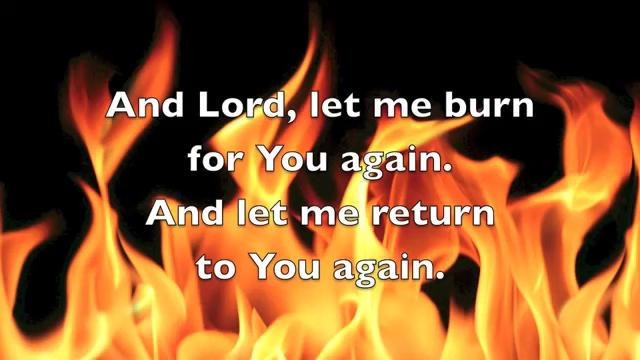 And Lord, let me burn
for You again.
And let me return
to You again.